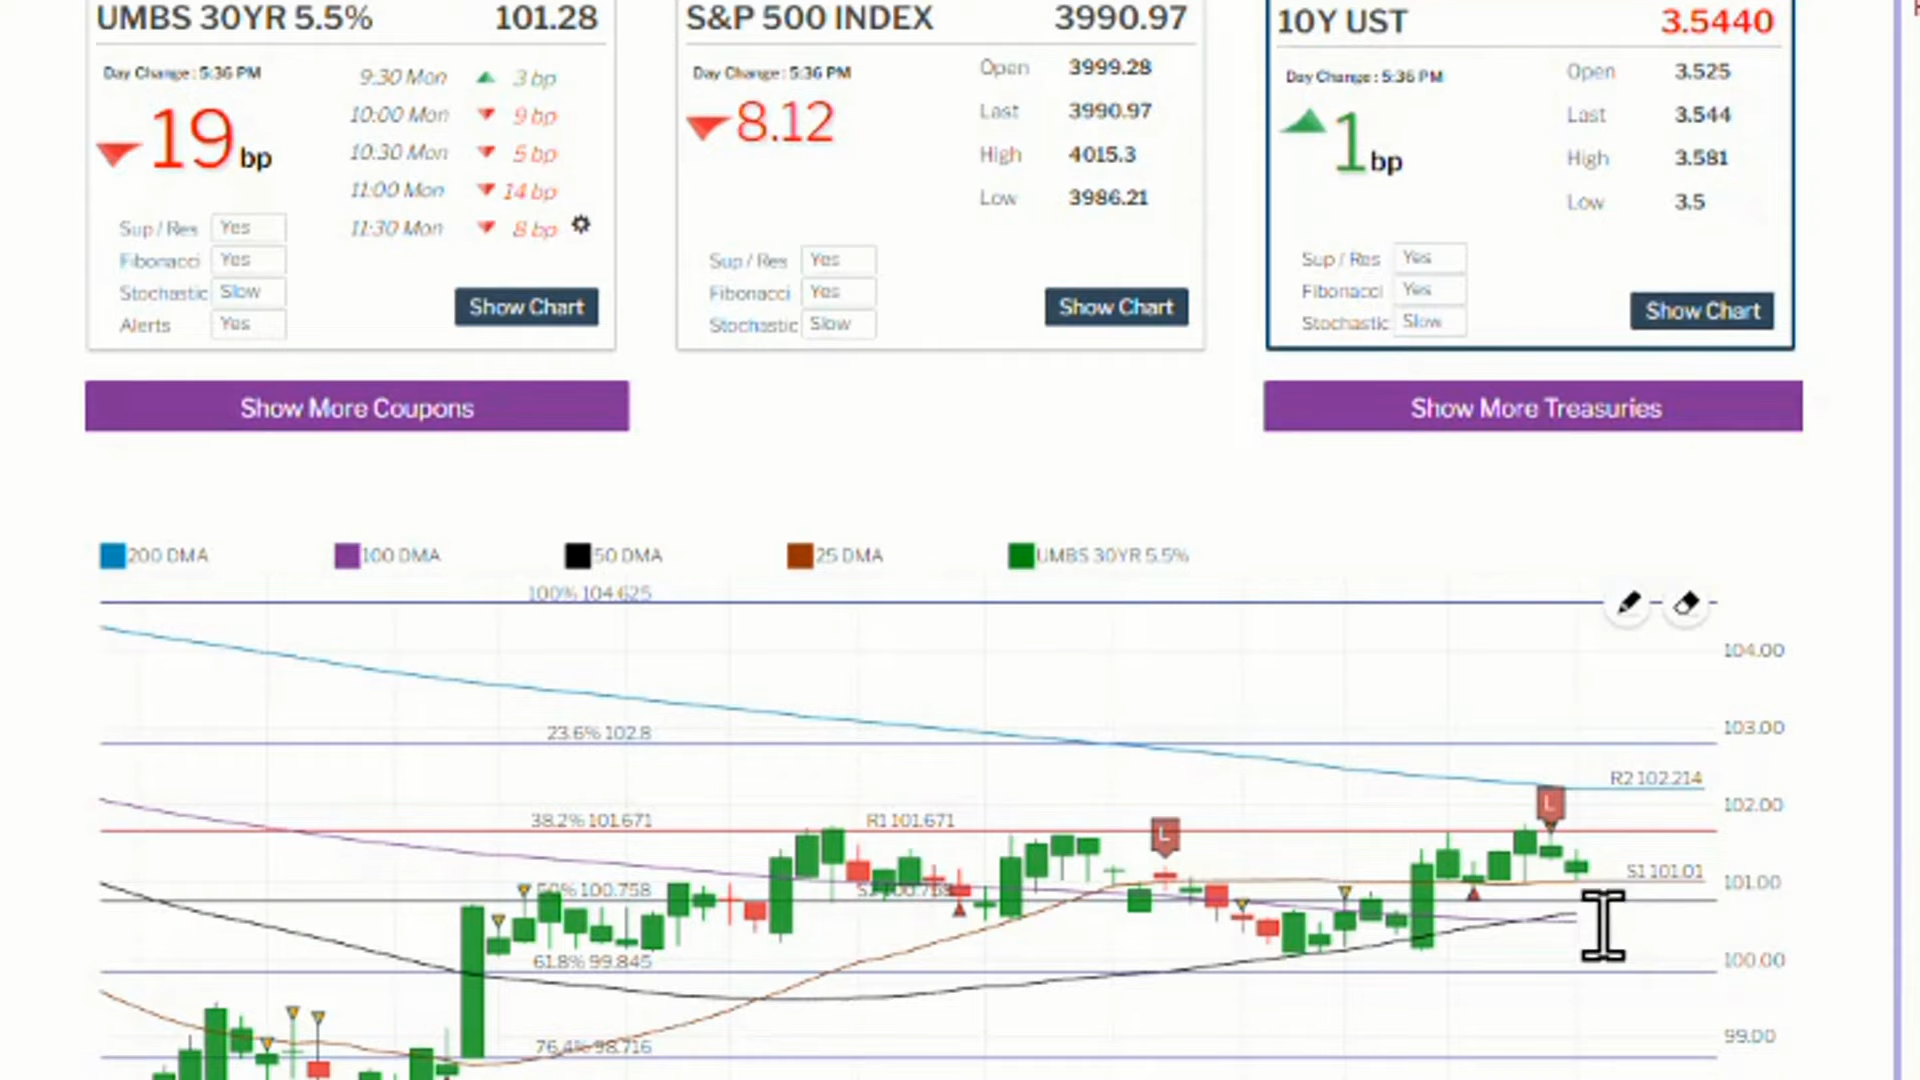 UMBS 30YR 5.5% 101.28
Day Change: 5:36 PM
19 bp
9:30 Mon 3 bp
10:00 Mon 9 bp
10:30 Mon 5 bp
11:00 Mon 14 bp
11:30 Mon 8 bp
Sup / Res Yes
Fibonacci Yes
Stochastic Slow
Alerts Yes
Show Chart
S&P 500 INDEX 3990.97
Day Change: 5:36 PM
8.12
Open 3999.28
Last 3990.97
High 4015.3
Low 3986.21
Sup / Res Yes
Fibonacci Yes
Stochastic Slow
Show Chart
10Y UST 3.5440
Day Change: 5:36 PM
1 bp
Open 3.525
Last 3.544
High 3.581
Low 3.5
Sup / Res Yes
Fibonacci Yes
Stochastic Slow
Show Chart
Show More Coupons
Show More Treasuries
200 DMA 100 DMA 50 DMA 25 DMA UMBS 30YR 5.5%
100% 104.625
104.00
23.6% 102.8
103.00
R2 102.214
L
102.00
38.2% 101.671
R1 101.671
L
S1 101.01
101.00
50% 100.758
S2 100.758
61.8% 99.845
100.00
76.4% 98.716
99.00